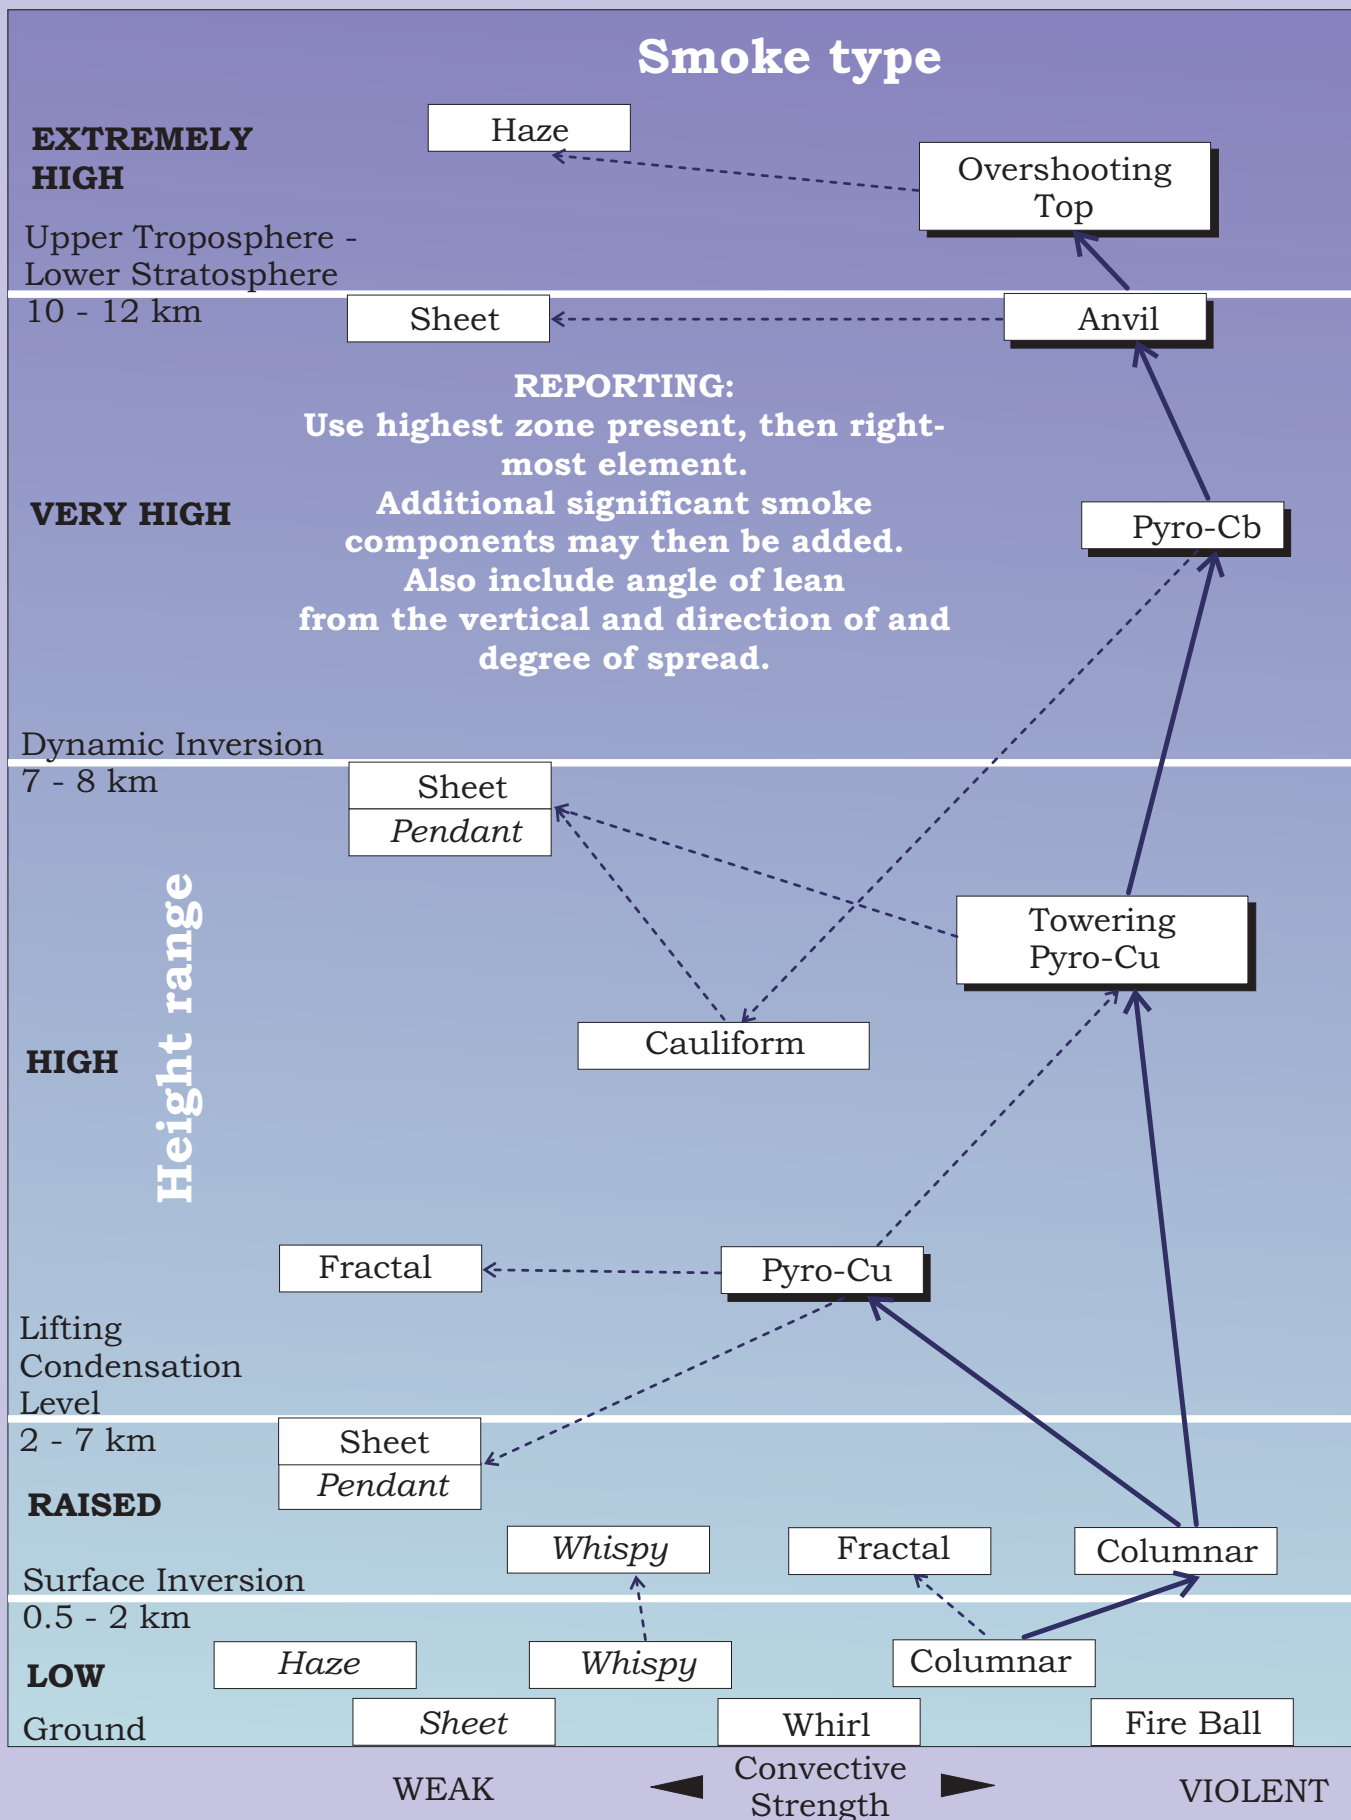 Smoke type
Haze
EXTREMELY
HIGH
Overshooting
Top
Upper Troposphere -
Lower Stratosphere
10 - 12 km
Sheet
Anvil
REPORTING:
Use highest zone present, then right-
most element.
Additional significant smoke
components may then be added.
Also include angle of lean
from the vertical and direction of and
degree of spread.
VERY HIGH
Pyro-Cb
Dynamic Inversion
7 - 8 km
Sheet
Pendant
Height range
Towering
Pyro-Cu
Cauliform
HIGH
Fractal
Pyro-Cu
Lifting
Condensation
Level
2 - 7 km
Sheet
Pendant
RAISED
Whispy
Fractal
Columnar
Surface Inversion
0.5 - 2 km
Haze
Whispy
Columnar
LOW
Ground
Sheet
Whirl
Fire Ball
WEAK
Convective
Strength
VIOLENT